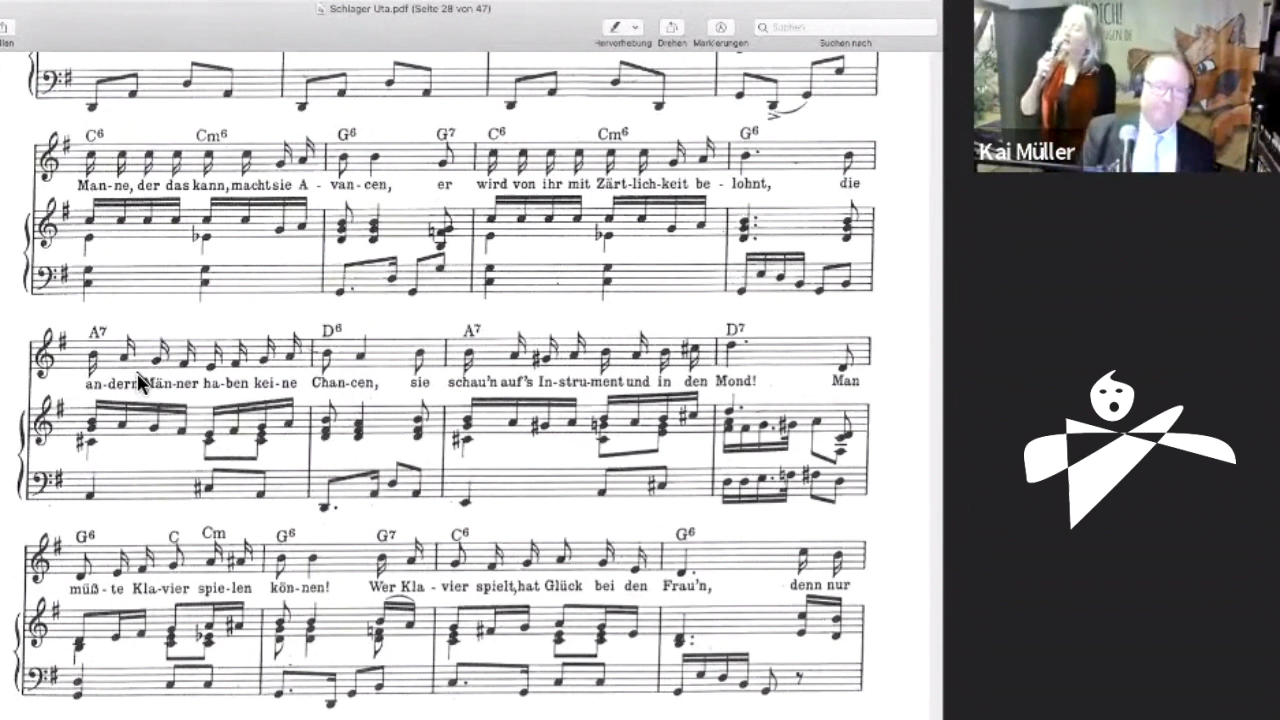 Schlager Uta.pdf (Seite 28 von 47)
Hervorhebung Drehen Markierungen Suchen Suchen nach
C6 Cm6 G6 G7 C6 Cm6 G6
Man-ne, der das kann, macht sie A - van-cen, er wird von ihr mit Zärt-lich-keit be - lohnt, die
A7 D6 A7 D7
an-dern Män-ner ha-ben kei-ne Chan-cen, sie schau'n auf's In-stru-ment und in den Mond! Man
G6 C Cm G6 G7 C6 G6
müß-te Kla-vier spie-len kön-nen! Wer Kla - vier spielt, hat Glück bei den Frau'n, denn nur
DICH!
Kai Müller